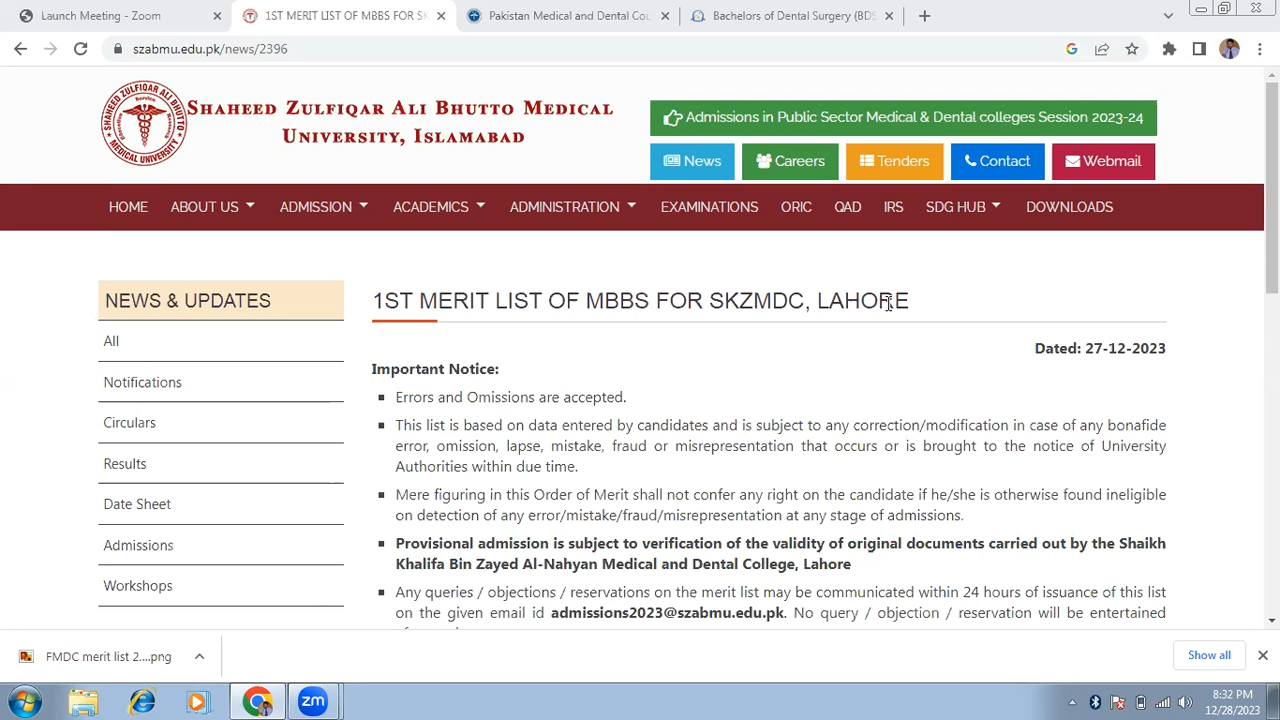 Launch Meeting - Zoom
1ST MERIT LIST OF MBBS FOR SK
Pakistan Medical and Dental Cou
Bachelors of Dental Surgery (BDS
szabmu.edu.pk/news/2396
SHAHEED ZULFIQAR ALI BHUTTO MEDICAL
UNIVERSITY, ISLAMABAD
Admissions in Public Sector Medical & Dental colleges Session 2023-24
News
Careers
Tenders
Contact
Webmail
HOME
ABOUT US
ADMISSION
ACADEMICS
ADMINISTRATION
EXAMINATIONS
ORIC
QAD
IRS
SDG HUB
DOWNLOADS
NEWS & UPDATES
All
Notifications
Circulars
Results
Date Sheet
Admissions
Workshops
1ST MERIT LIST OF MBBS FOR SKZMDC, LAHORE
Dated: 27-12-2023
Important Notice:
Errors and Omissions are accepted.
This list is based on data entered by candidates and is subject to any correction/modification in case of any bonafide
error, omission, lapse, mistake, fraud or misrepresentation that occurs or is brought to the notice of University
Authorities within due time.
Mere figuring in this Order of Merit shall not confer any right on the candidate if he/she is otherwise found ineligible
on detection of any error/mistake/fraud/misrepresentation at any stage of admissions.
Provisional admission is subject to verification of the validity of original documents carried out by the Shaikh
Khalifa Bin Zayed Al-Nahyan Medical and Dental College, Lahore
Any queries / objections / reservations on the merit list may be communicated within 24 hours of issuance of this list
on the given email id admissions2023@szabmu.edu.pk. No query / objection / reservation will be entertained
FMDC merit list 2....png
Show all
zm
8:32 PM
12/28/2023